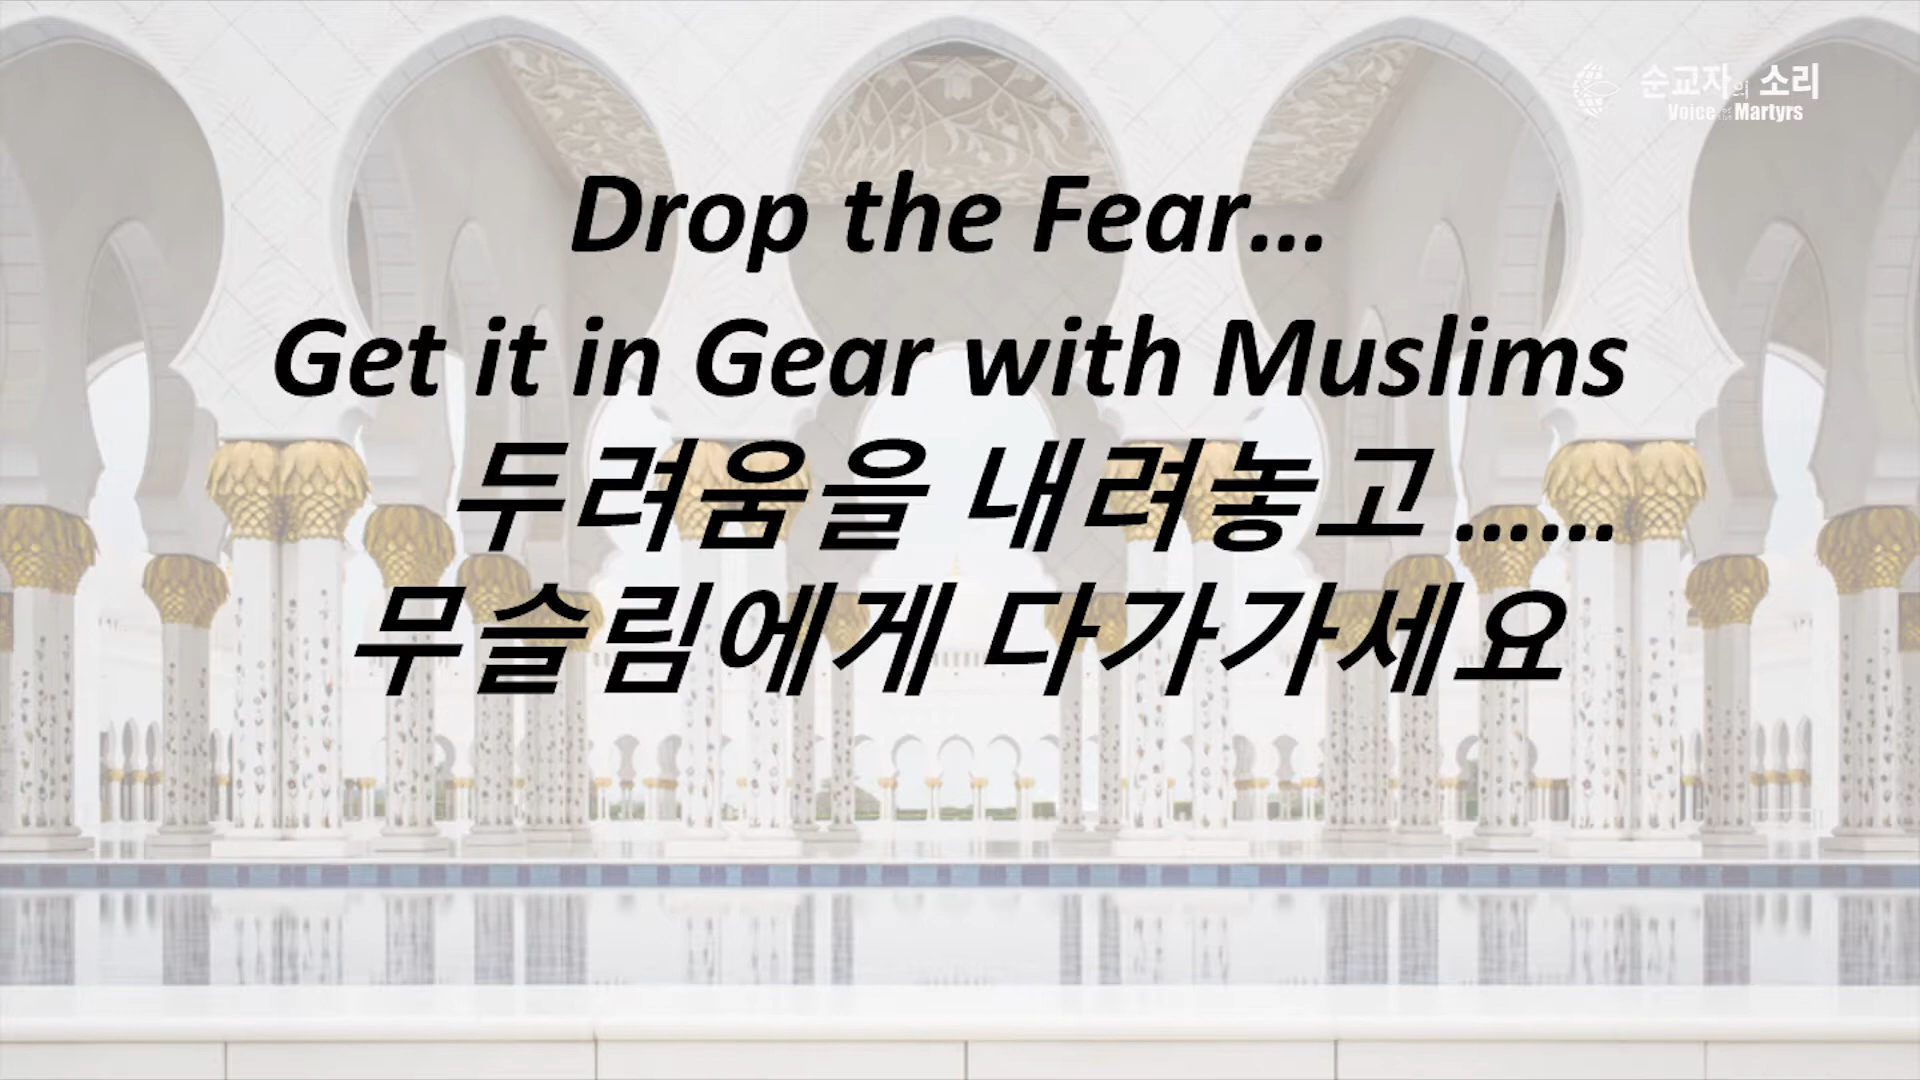 순교자의 소리
Voice of the Martyrs
Drop the Fear...
Get it in Gear with Muslims
두려움을 내려놓고 ......
무슬림에게 다가가세요